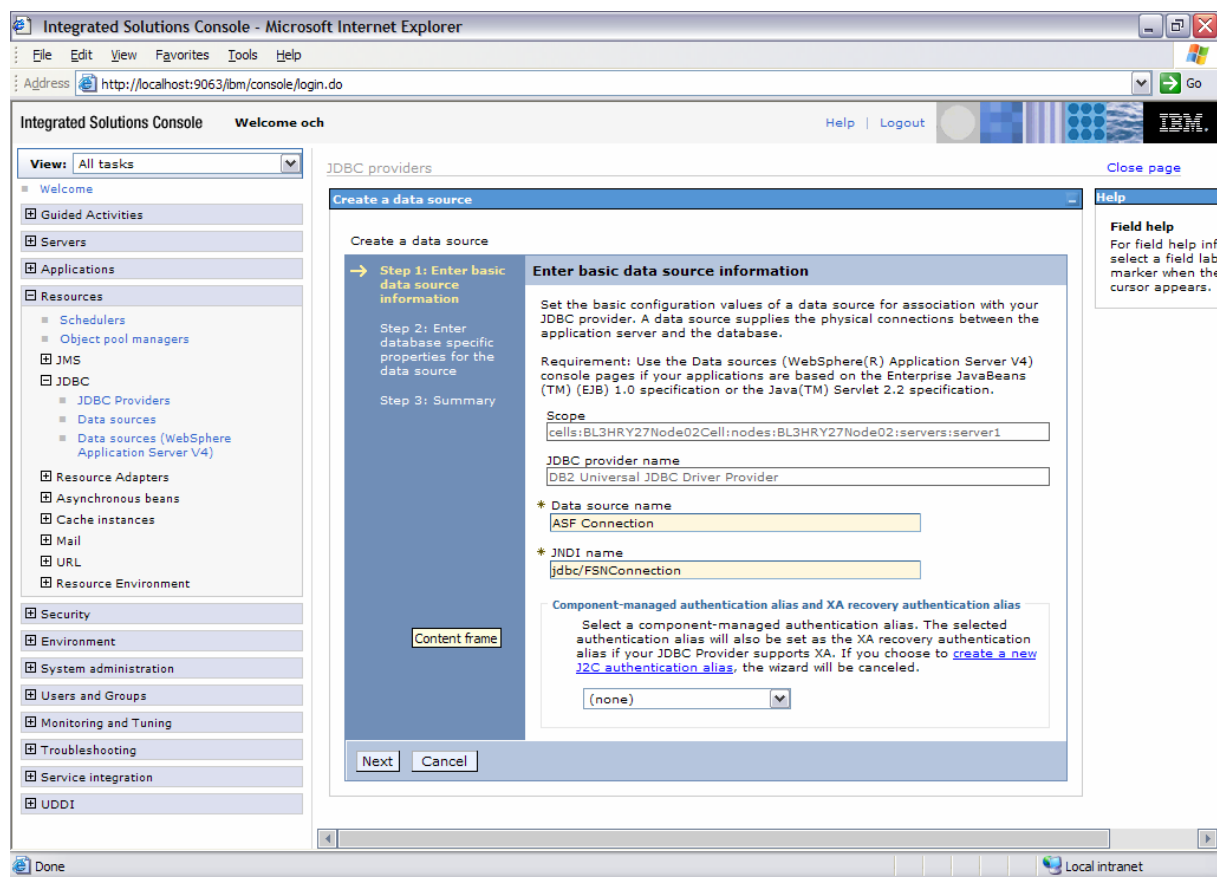 Integrated Solutions Console - Microsoft Internet Explorer
File Edit View Favorites Tools Help
Address http://localhost:9063/ibm/console/login.do Go
Integrated Solutions Console Welcome och Help | Logout IBM.
View: All tasks
Welcome
Guided Activities
Servers
Applications
Resources
Schedulers
Object pool managers
JMS
JDBC
JDBC Providers
Data sources
Data sources (WebSphere
Application Server V4)
Resource Adapters
Asynchronous beans
Cache instances
Mail
URL
Resource Environment
Security
Environment
System administration
Users and Groups
Monitoring and Tuning
Troubleshooting
Service integration
UDDI
JDBC providers
Close page
Create a data source
Create a data source
Step 1: Enter basic
data source
information
Step 2: Enter
database specific
properties for the
data source
Step 3: Summary
Content frame
Enter basic data source information
Set the basic configuration values of a data source for association with your
JDBC provider. A data source supplies the physical connections between the
application server and the database.
Requirement: Use the Data sources (WebSphere(R) Application Server V4)
console pages if your applications are based on the Enterprise JavaBeans
(TM) (EJB) 1.0 specification or the Java(TM) Servlet 2.2 specification.
Scope
cells:BL3HRY27Node02Cell:nodes:BL3HRY27Node02:servers:server1
JDBC provider name
DB2 Universal JDBC Driver Provider
* Data source name
ASF Connection
* JNDI name
jdbc/FSNConnection
Component-managed authentication alias and XA recovery authentication alias
Select a component-managed authentication alias. The selected
authentication alias will also be set as the XA recovery authentication
alias if your JDBC Provider supports XA. If you choose to create a new
J2C authentication alias, the wizard will be canceled.
(none)
Next Cancel
Help
Field help
For field help inf
select a field lab
marker when the
cursor appears.
Done
Local intranet